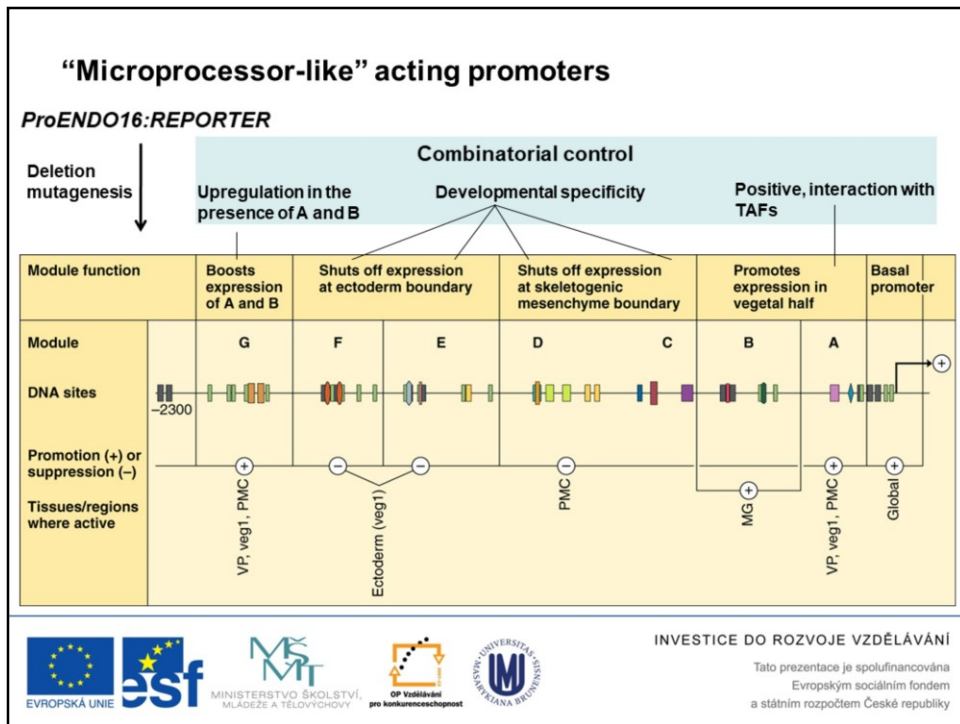 “Microprocessor-like” acting promoters
ProENDO16:REPORTER
Deletion
mutagenesis
Combinatorial control
Upregulation in the
presence of A and B
Developmental specificity
Positive, interaction with
TAFs
Module function
Boosts
expression
of A and B
Shuts off expression
at ectoderm boundary
Shuts off expression
at skeletogenic
mesenchyme boundary
Promotes
expression in
vegetal half
Basal
promoter
Module
G
F
E
D
C
B
A
DNA sites
–2300
+
Promotion (+) or
suppression (–)
+
–
–
–
+
+
+
Tissues/regions
where active
VP, veg1, PMC
Ectoderm (veg1)
PMC
MG
VP, veg1, PMC
Global
EVROPSKÁ UNIE
esf
MŠMT
MINISTERSTVO ŠKOLSTVÍ,
MLÁDEŽE A TĚLOVÝCHOVY
OP Vzdělávání
pro konkurenceschopnost
UNIVERSITAS
MASARYKIANA BRUNENSIS
INVESTICE DO ROZVOJE VZDĚLÁVÁNÍ
Tato prezentace je spolufinancována
Evropským sociálním fondem
a státním rozpočtem České republiky